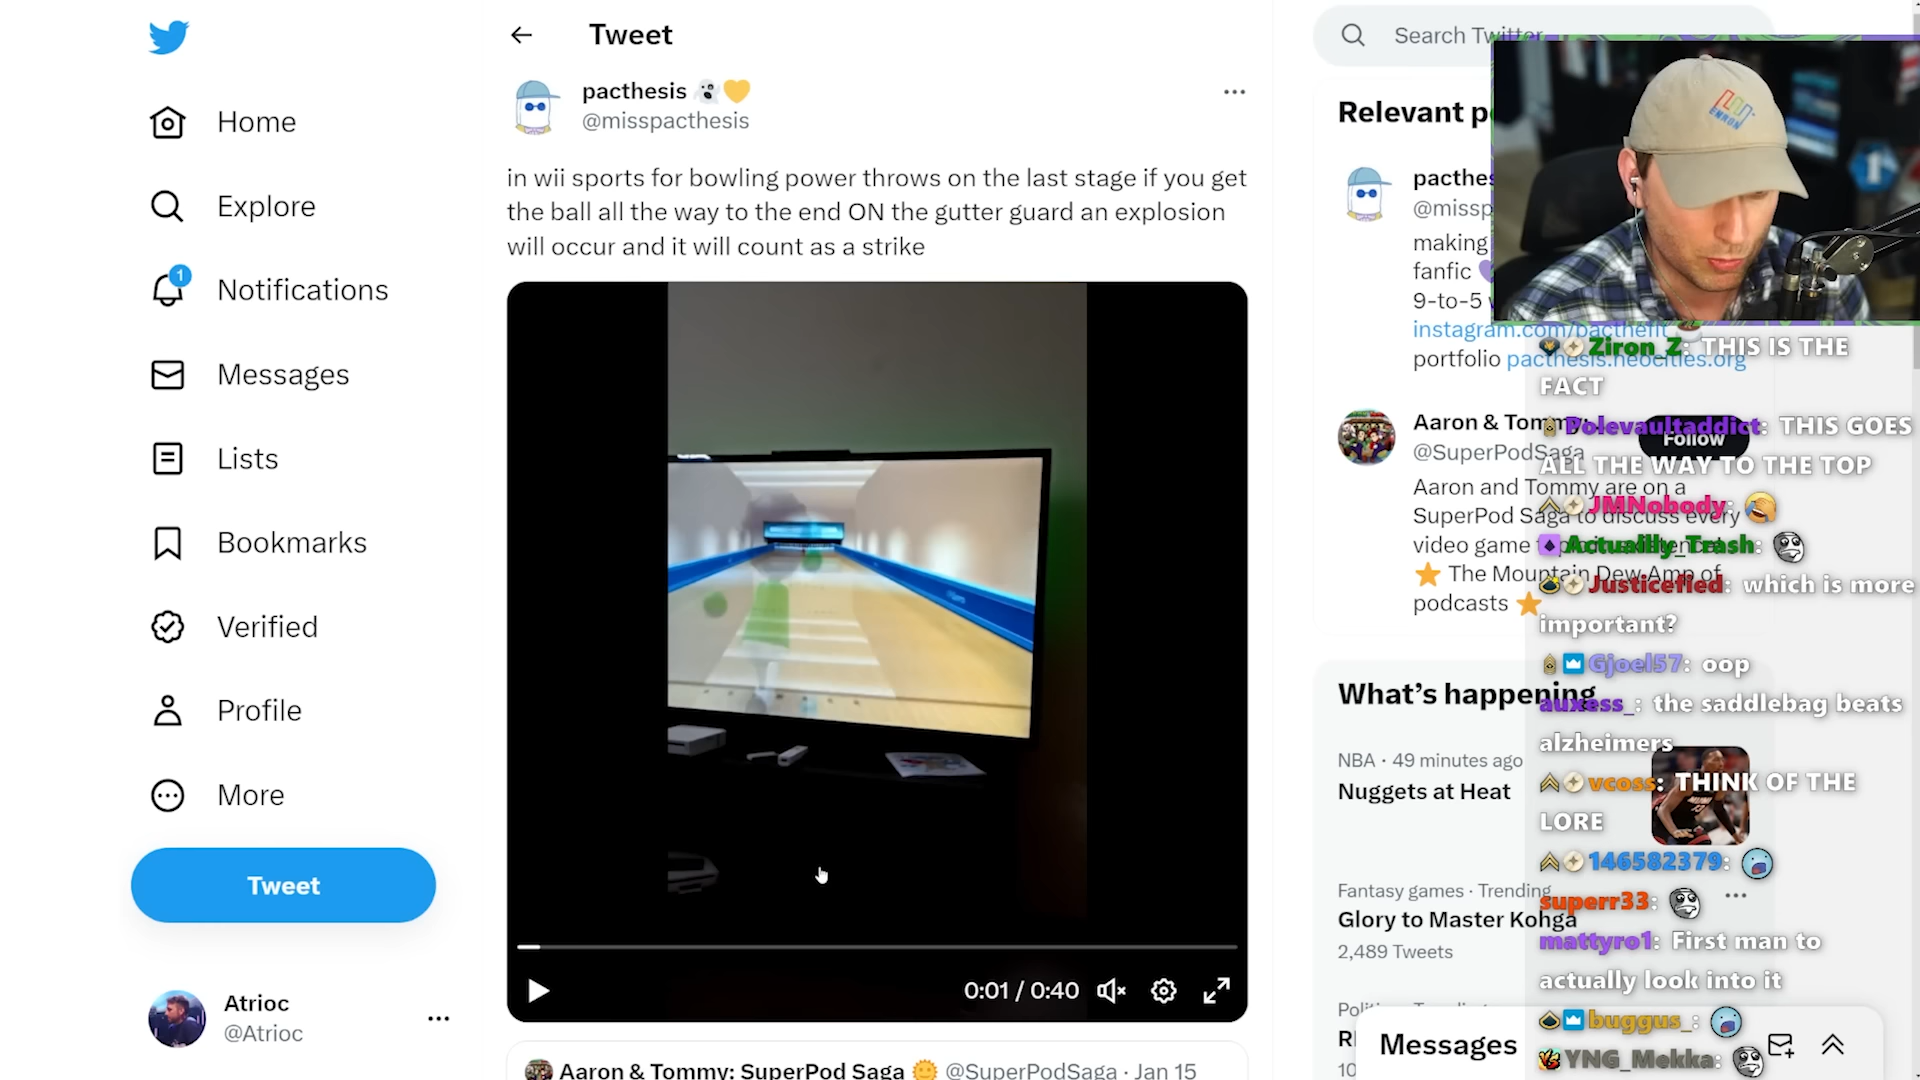 Home
Explore
1
Notifications
Messages
Lists
Bookmarks
Verified
Profile
More
Tweet
Atrioc
@Atrioc
Tweet
pacthesis
@misspacthesis
in wii sports for bowling power throws on the last stage if you get
the ball all the way to the end ON the gutter guard an explosion
will occur and it will count as a strike
0:01 / 0:40
Aaron & Tommy: SuperPod Saga @SuperPodSaga · Jan 15
Search Twitter
Relevant p
pacthes
@missp
making
fanfic
9-to-5
instagram.com/pacthefit
portfolio pacthesis.neocities.org
Aaron & Tommy
@SuperPodSaga
Follow
Aaron and Tommy are on a
SuperPod Saga to discuss every
video game
The Mountain Dew Amp of
podcasts
What's happening
NBA · 49 minutes ago
Nuggets at Heat
Fantasy games · Trending
Glory to Master Kohga
2,489 Tweets
Messages
ENRON
Ziron_Z: THIS IS THE
FACT
Polevaultaddict: THIS GOES
ALL THE WAY TO THE TOP
JMNobody:
Actuallly_Trash:
Justicefied: which is more
important?
Gjoel57: oop
auxess_: the saddlebag beats
alzheimers
vcoss: THINK OF THE
LORE
146582379:
superr33:
mattyro1: First man to
actually look into it
buggus_:
YNG_Mekka: